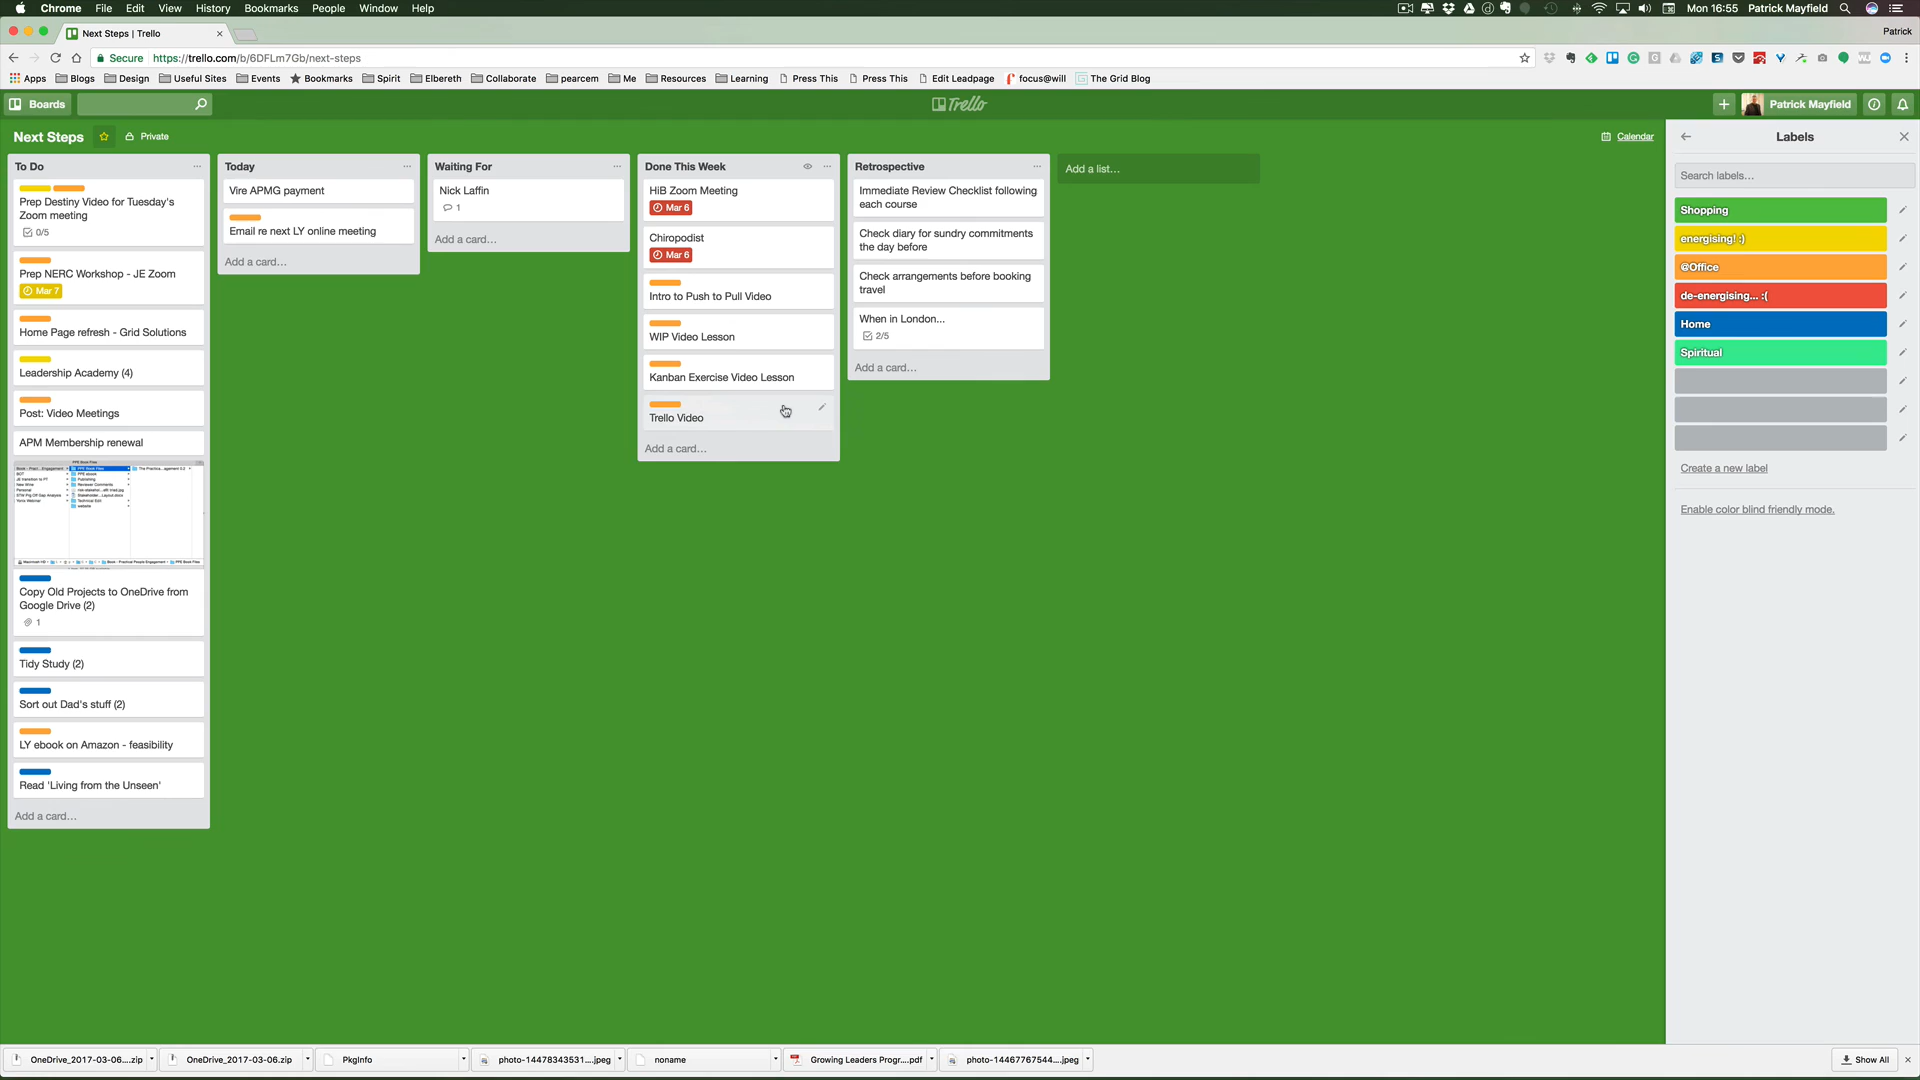 Chrome File Edit View History Bookmarks People Window Help
Mon 16:55 Patrick Mayfield
Next Steps | Trello
Patrick
Secure https://trello.com/b/6DFLm7Gb/next-steps
Apps Blogs Design Useful Sites Events Bookmarks Spirit Elbereth Collaborate pearcem Me Resources Learning Press This Press This Edit Leadpage focus@will The Grid Blog
Boards
Trello
Patrick Mayfield
Next Steps
Private
Calendar
To Do
Prep Destiny Video for Tuesday's
Zoom meeting
0/5
Prep NERC Workshop - JE Zoom
Mar 7
Home Page refresh - Grid Solutions
Leadership Academy (4)
Post: Video Meetings
APM Membership renewal
Copy Old Projects to OneDrive from
Google Drive (2)
1
Tidy Study (2)
Sort out Dad's stuff (2)
LY ebook on Amazon - feasibility
Read 'Living from the Unseen'
Add a card…
Today
Vire APMG payment
Email re next LY online meeting
Add a card…
Waiting For
Nick Laffin
1
Add a card…
Done This Week
HiB Zoom Meeting
Mar 6
Chiropodist
Mar 6
Intro to Push to Pull Video
WIP Video Lesson
Kanban Exercise Video Lesson
Trello Video
Add a card…
Retrospective
Immediate Review Checklist following
each course
Check diary for sundry commitments
the day before
Check arrangements before booking
travel
When in London...
2/5
Add a card…
Add a list…
Labels
Search labels…
Shopping
energising! :)
@Office
de-energising... :(
Home
Spiritual
Create a new label
Enable color blind friendly mode.
OneDrive_2017-03-06....zip
OneDrive_2017-03-06.zip
PkgInfo
photo-14478343531....jpeg
noname
Growing Leaders Progr....pdf
photo-14467767544....jpeg
Show All